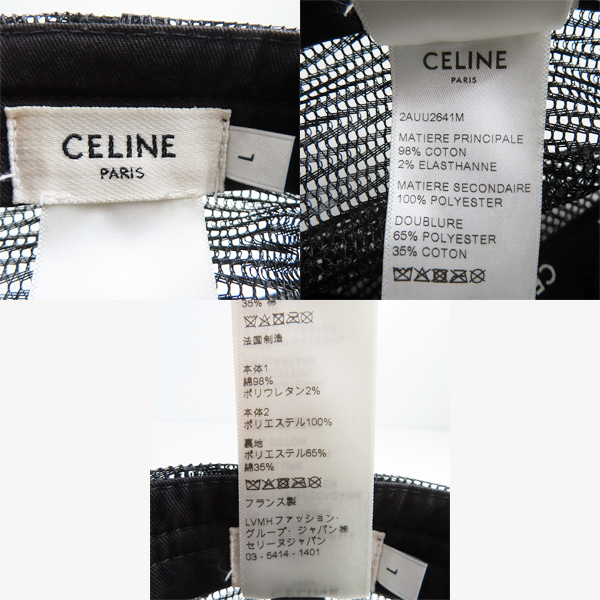 CELINE
PARIS
L
CELINE
PARIS
2AUU2641M
MATIERE PRINCIPALE
98% COTON
2% ELASTHANNE
MATIERE SECONDAIRE
100% POLYESTER
DOUBLURE
65% POLYESTER
35% COTON
CE
35% 棉
法国制造
本体1
綿98%
ポリウレタン2%
本体2
ポリエステル100%
裏地
ポリエステル65%
綿35%
フランス製
LVMHファッション・
グループ・ジャパン㈱
セリーヌジャパン
03 - 5414 - 1401
L